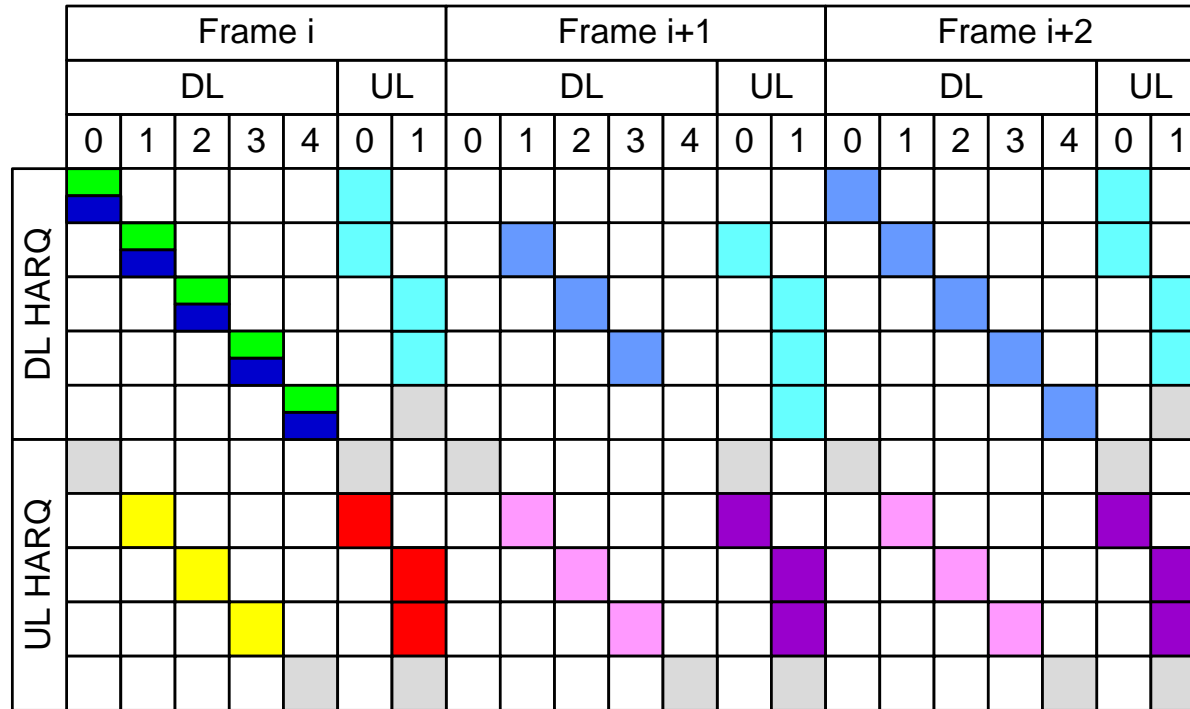 Frame i Frame i+1 Frame i+2
DL UL DL UL DL UL
0 1 2 3 4 0 1 0 1 2 3 4 0 1 0 1 2 3 4 0 1
DL HARQ
UL HARQ